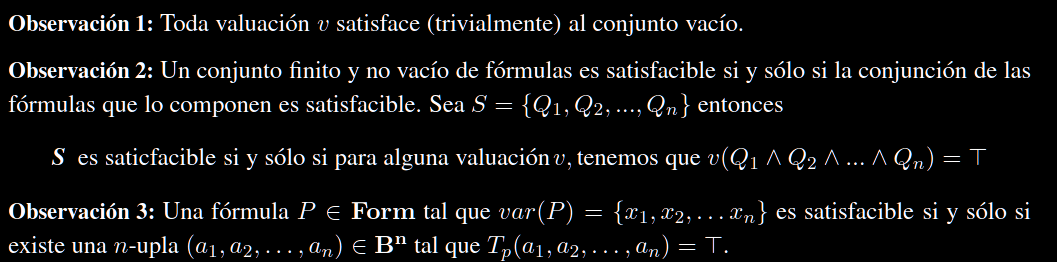 Observación 1: Toda valuación v satisface (trivialmente) al conjunto vacío.
Observación 2: Un conjunto finito y no vacío de fórmulas es satisfacible si y sólo si la conjunción de las
fórmulas que lo componen es satisfacible. Sea S = {Q₁, Q₂, ..., Qₙ} entonces
S es saticfacible si y sólo si para alguna valuación v, tenemos que v(Q₁ ∧ Q₂ ∧ ... ∧ Qₙ) = ⊤
Observación 3: Una fórmula P ∈ Form tal que var(P) = {x₁, x₂, . . . xₙ} es satisfacible si y sólo si
existe una n-upla (a₁, a₂, . . . , aₙ) ∈ Bⁿ tal que Tₚ(a₁, a₂, . . . , aₙ) = ⊤.